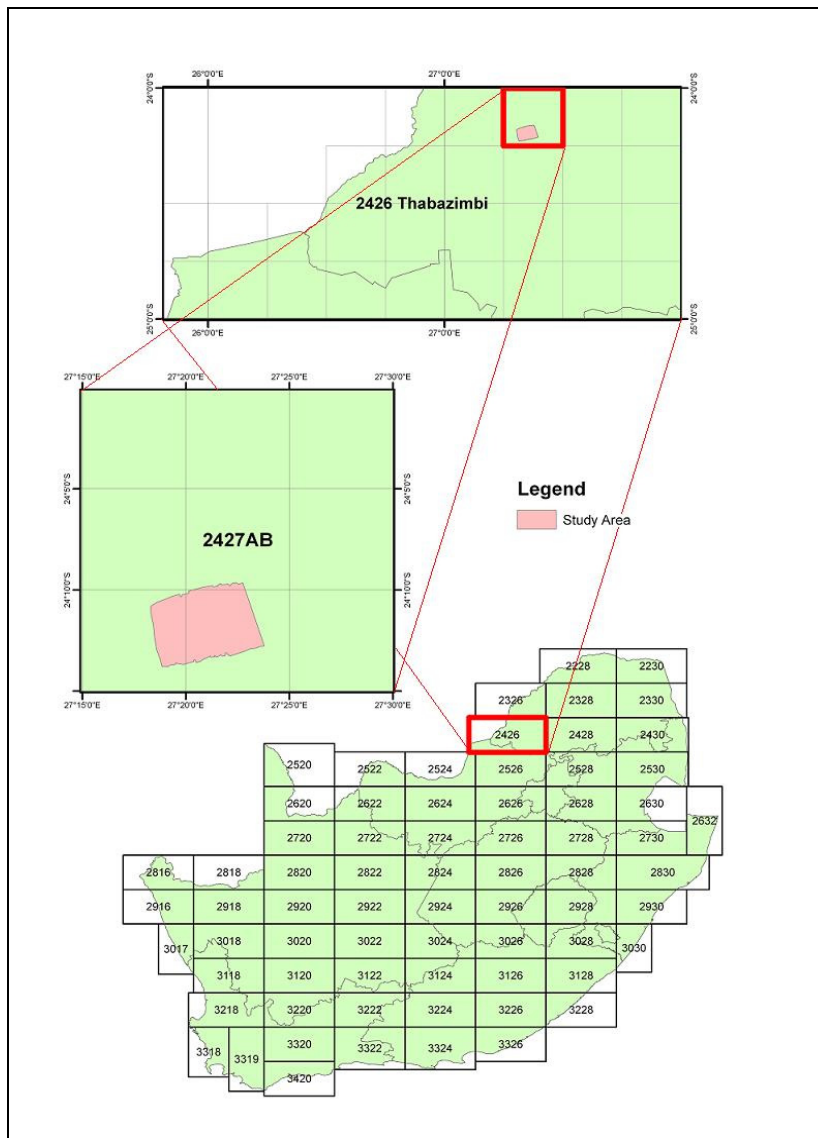 26°0'0"E 27°0'0"E
24°0'0"S 24°0'0"S
2426 Thabazimbi
25°0'0"S 25°0'0"S
26°0'0"E 27°0'0"E
27°15'0"E 27°20'0"E 27°25'0"E 27°30'0"E
24°5'0"S 24°5'0"S
2427AB
24°10'0"S 24°10'0"S
27°15'0"E 27°20'0"E 27°25'0"E 27°30'0"E
Legend
Study Area
2228 2230
2326 2328 2330
2426 2428 2430
2520 2522 2524 2526 2528 2530
2620 2622 2624 2626 2628 2630
2632
2720 2722 2724 2726 2728 2730
2816 2818 2820 2822 2824 2826 2828 2830
2916 2918 2920 2922 2924 2926 2928 2930
3017 3018 3020 3022 3024 3026 3028 3030
3118 3120 3122 3124 3126 3128
3218 3220 3222 3224 3226 3228
3318 3319 3320 3322 3324 3326
3420